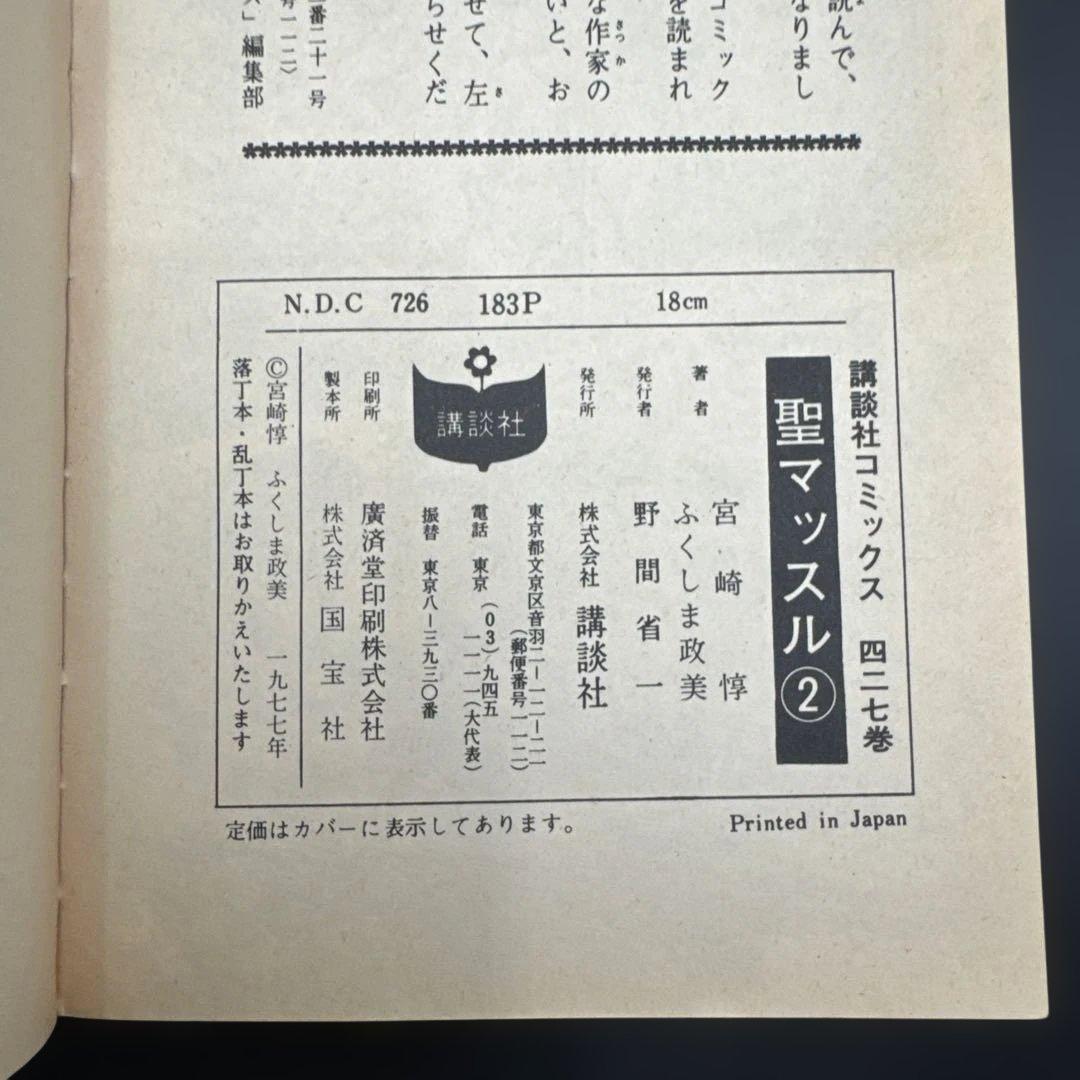 読んで、
なりまし
コミック
を読まれ
な作家の
いと、お
せて、左
らせくだ
二番二十一号
号一一二)
ス」編集部
N.D.C 726 183P 18cm
講談社コミックス 四二七巻
聖マッスル②
著者 宮崎惇
ふくしま政美
発行者 野間省一
発行所 株式会社 講談社
東京都文京区音羽二－一二－二一
(郵便番号一一二)
電話 東京 (03)／九四五
一一一一(大代表)
振替 東京八－三九三〇番
講談社
印刷所 廣済堂印刷株式会社
製本所 株式会社 国宝社
©宮崎惇 ふくしま政美 一九七七年
落丁本・乱丁本はお取りかえいたします
定価はカバーに表示してあります。
Printed in Japan